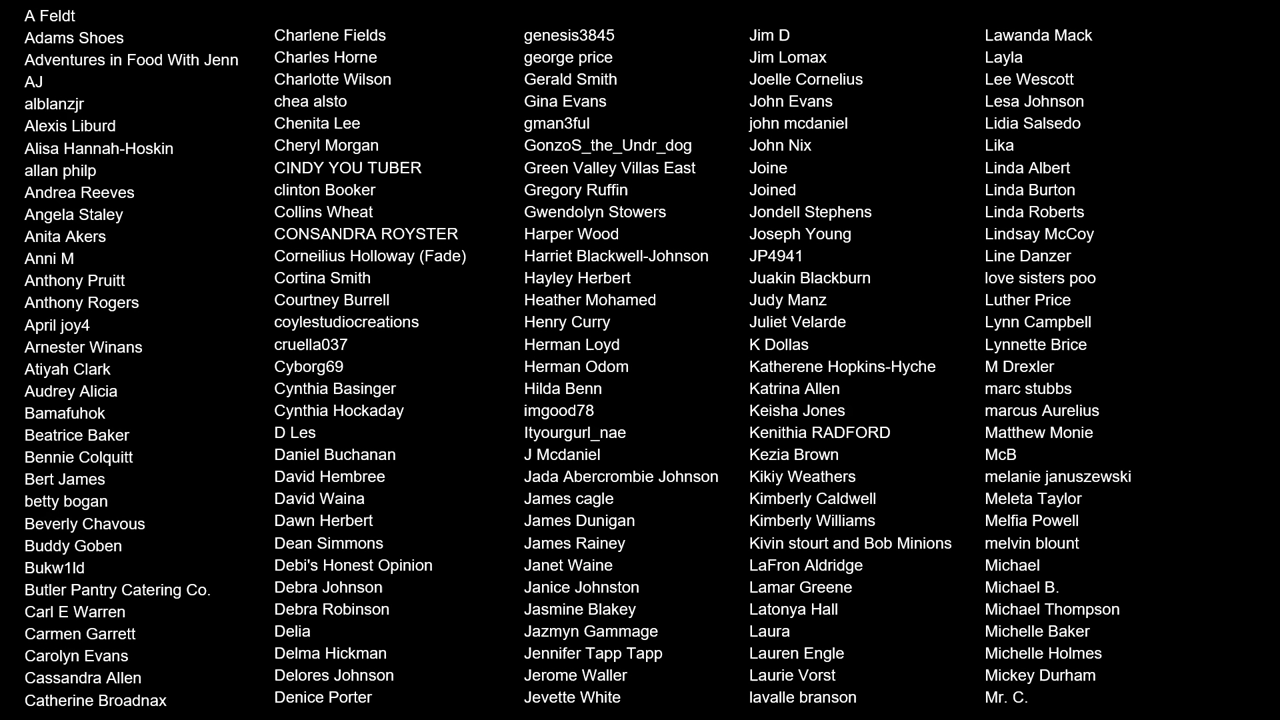 A Feldt
Adams Shoes
Adventures in Food With Jenn
AJ
alblanzjr
Alexis Liburd
Alisa Hannah-Hoskin
allan philp
Andrea Reeves
Angela Staley
Anita Akers
Anni M
Anthony Pruitt
Anthony Rogers
April joy4
Arnester Winans
Atiyah Clark
Audrey Alicia
Bamafuhok
Beatrice Baker
Bennie Colquitt
Bert James
betty bogan
Beverly Chavous
Buddy Goben
Bukw1ld
Butler Pantry Catering Co.
Carl E Warren
Carmen Garrett
Carolyn Evans
Cassandra Allen
Catherine Broadnax
Charlene Fields
Charles Horne
Charlotte Wilson
chea alsto
Chenita Lee
Cheryl Morgan
CINDY YOU TUBER
clinton Booker
Collins Wheat
CONSANDRA ROYSTER
Corneilius Holloway (Fade)
Cortina Smith
Courtney Burrell
coylestudiocreations
cruella037
Cyborg69
Cynthia Basinger
Cynthia Hockaday
D Les
Daniel Buchanan
David Hembree
David Waina
Dawn Herbert
Dean Simmons
Debi's Honest Opinion
Debra Johnson
Debra Robinson
Delia
Delma Hickman
Delores Johnson
Denice Porter
genesis3845
george price
Gerald Smith
Gina Evans
gman3ful
GonzoS_the_Undr_dog
Green Valley Villas East
Gregory Ruffin
Gwendolyn Stowers
Harper Wood
Harriet Blackwell-Johnson
Hayley Herbert
Heather Mohamed
Henry Curry
Herman Loyd
Herman Odom
Hilda Benn
imgood78
Ityourgurl_nae
J Mcdaniel
Jada Abercrombie Johnson
James cagle
James Dunigan
James Rainey
Janet Waine
Janice Johnston
Jasmine Blakey
Jazmyn Gammage
Jennifer Tapp Tapp
Jerome Waller
Jevette White
Jim D
Jim Lomax
Joelle Cornelius
John Evans
john mcdaniel
John Nix
Joine
Joined
Jondell Stephens
Joseph Young
JP4941
Juakin Blackburn
Judy Manz
Juliet Velarde
K Dollas
Katherene Hopkins-Hyche
Katrina Allen
Keisha Jones
Kenithia RADFORD
Kezia Brown
Kikiy Weathers
Kimberly Caldwell
Kimberly Williams
Kivin stourt and Bob Minions
LaFron Aldridge
Lamar Greene
Latonya Hall
Laura
Lauren Engle
Laurie Vorst
lavalle branson
Lawanda Mack
Layla
Lee Wescott
Lesa Johnson
Lidia Salsedo
Lika
Linda Albert
Linda Burton
Linda Roberts
Lindsay McCoy
Line Danzer
love sisters poo
Luther Price
Lynn Campbell
Lynnette Brice
M Drexler
marc stubbs
marcus Aurelius
Matthew Monie
McB
melanie januszewski
Meleta Taylor
Melfia Powell
melvin blount
Michael
Michael B.
Michael Thompson
Michelle Baker
Michelle Holmes
Mickey Durham
Mr. C.